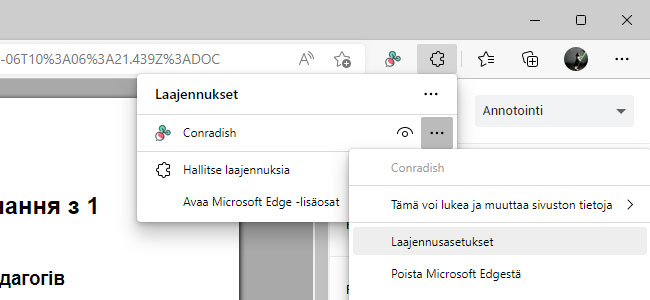 -06T10%3A06%3A21.439Z%3ADOC
Laajennukset
Conradish
Hallitse laajennuksia
Avaa Microsoft Edge -lisäosat
Annotointi
Conradish
Tämä voi lukea ja muuttaa sivuston tietoja
Laajennusasetukset
Poista Microsoft Edgestä
ання з 1
дагогів